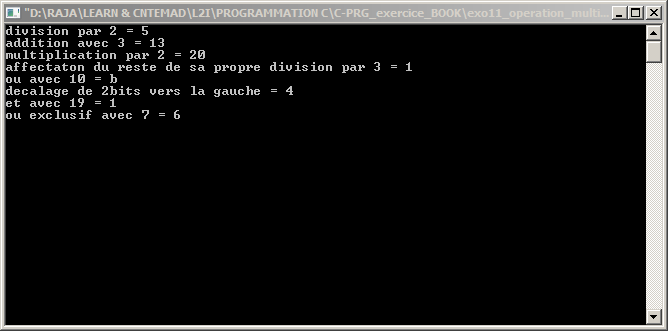 "D:\RAJA\LEARN & CNTEMAD\L2I\PROGRAMMATION C\C-PRG_exercice_BOOK\exo11_operation_multi...
division par 2 = 5
addition avec 3 = 13
multiplication par 2 = 20
affectaton du reste de sa propre division par 3 = 1
ou avec 10 = b
decalage de 2bits vers la gauche = 4
et avec 19 = 1
ou exclusif avec 7 = 6